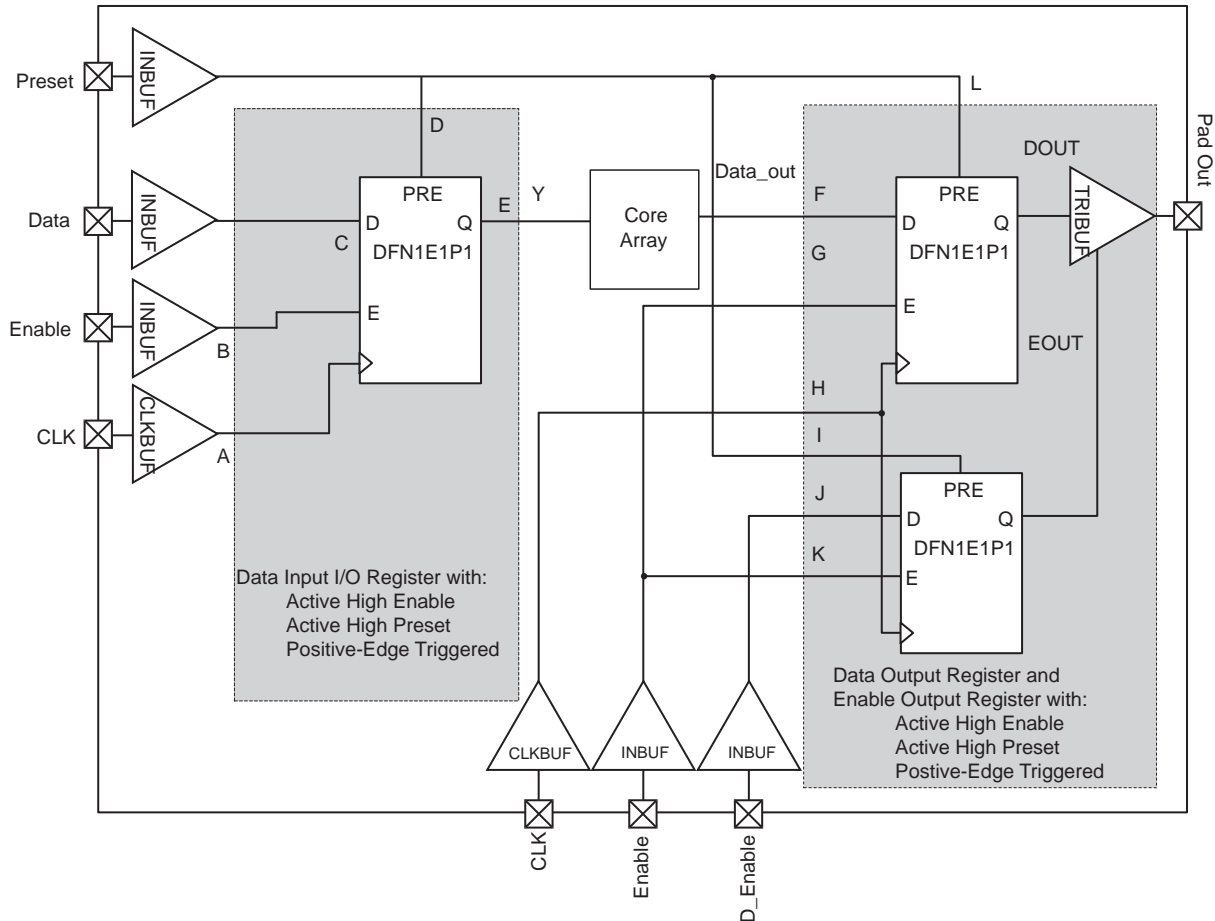 Preset
INBUF
D
L
Pad Out
DOUT
TRIBUF
Data
INBUF
C
PRE
D
Q
DFN1E1P1
E
E
Y
Core
Array
Data_out
F
G
PRE
D
Q
DFN1E1P1
E
EOUT
Enable
INBUF
B
CLK
CLKBUF
A
H
I
J
K
PRE
D
Q
DFN1E1P1
E
Data Input I/O Register with:
Active High Enable
Active High Preset
Positive-Edge Triggered
Data Output Register and
Enable Output Register with:
Active High Enable
Active High Preset
Postive-Edge Triggered
CLKBUF
INBUF
INBUF
CLK
Enable
D_Enable